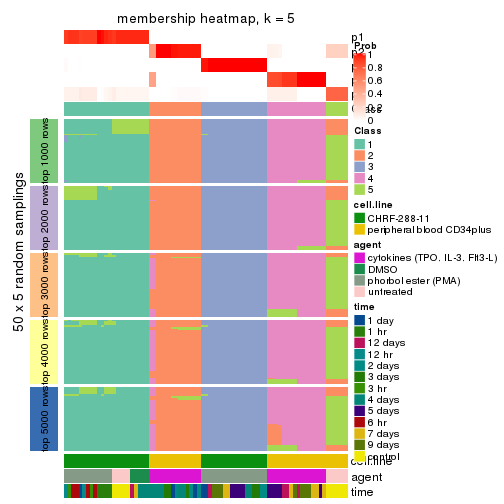 membership heatmap, k = 5
p1
Prob
1
0.8
0.6
0.4
0.2
0
Class
1
2
3
4
5
cell.line
CHRF-288-11
peripheral blood CD34plus
agent
cytokines (TPO. IL-3. Flt3-L)
DMSO
phorbol ester (PMA)
untreated
time
1 day
1 hr
12 days
12 hr
2 days
3 days
3 hr
4 days
5 days
6 hr
7 days
9 days
control
50 x 5 random samplings
top 1000 rows
top 2000 rows
top 3000 rows
top 4000 rows
top 5000 rows
cell.line
agent
time